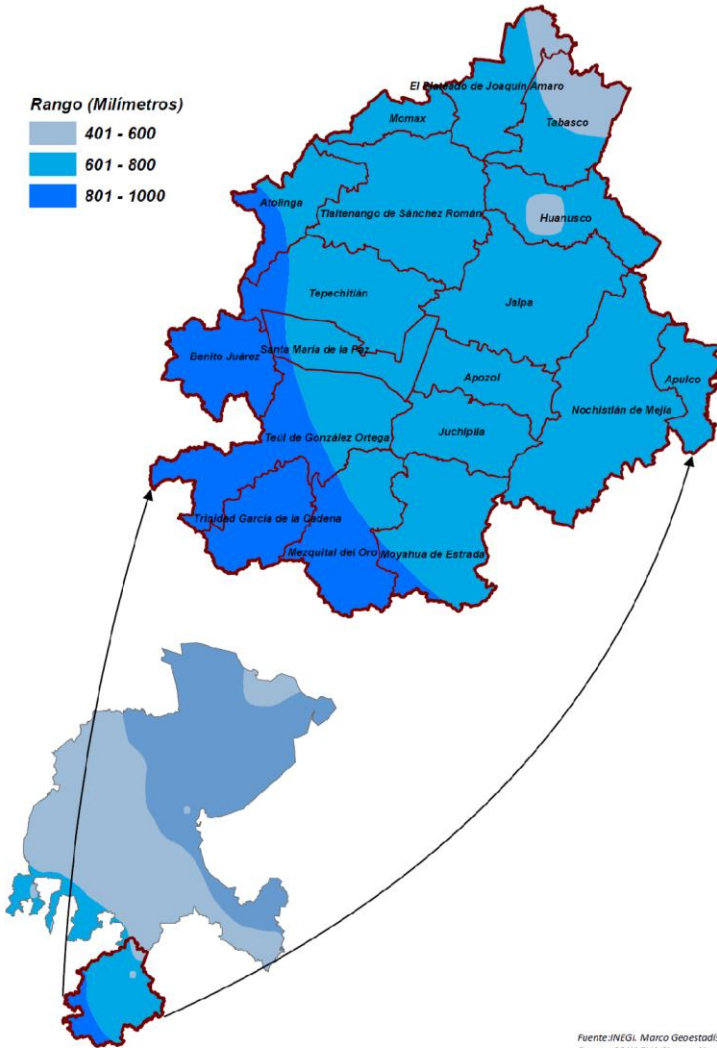 Rango (Milímetros)
401 - 600
601 - 800
801 - 1000
El Plateado de Joaquín Amaro
Momax
Tabasco
Atolinga
Tlaltenango de Sánchez Román
Huanusco
Tepechitlán
Jalpa
Benito Juárez
Santa María de la Paz
Apozol
Apulco
Nochistlán de Mejía
Teúl de González Ortega
Juchipila
Trinidad García de la Cadena
Mezquital del Oro
Moyahua de Estrada
Fuente:INEGI. Marco Geoestadís